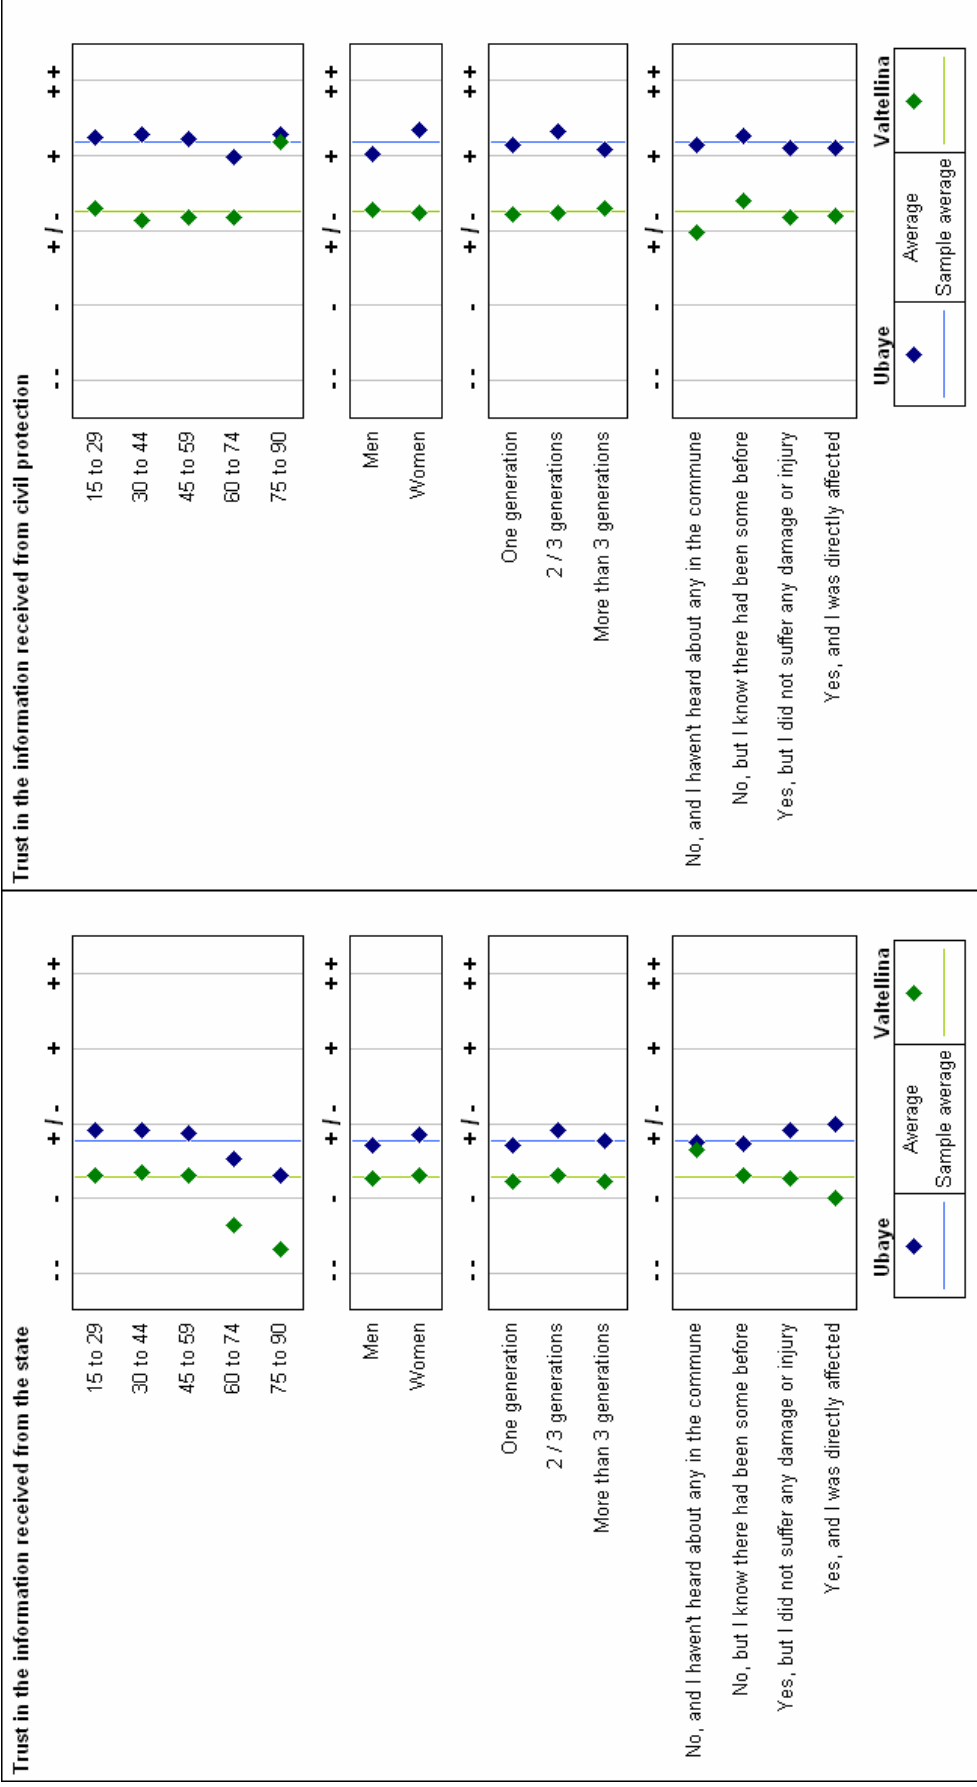 Trust in the information received from the state
-- - +/- + ++
15 to 29
30 to 44
45 to 59
60 to 74
75 to 90
-- - +/- + ++
Men
Women
-- - +/- + ++
One generation
2 / 3 generations
More than 3 generations
-- - +/- + ++
No, and I haven't heard about any in the commune
No, but I know there had been some before
Yes, but I did not suffer any damage or injury
Yes, and I was directly affected
Ubaye Valtellina
Average
Sample average
Trust in the information received from civil protection
-- - +/- + ++
15 to 29
30 to 44
45 to 59
60 to 74
75 to 90
-- - +/- + ++
Men
Women
-- - +/- + ++
One generation
2 / 3 generations
More than 3 generations
-- - +/- + ++
No, and I haven't heard about any in the commune
No, but I know there had been some before
Yes, but I did not suffer any damage or injury
Yes, and I was directly affected
Ubaye Valtellina
Average
Sample average